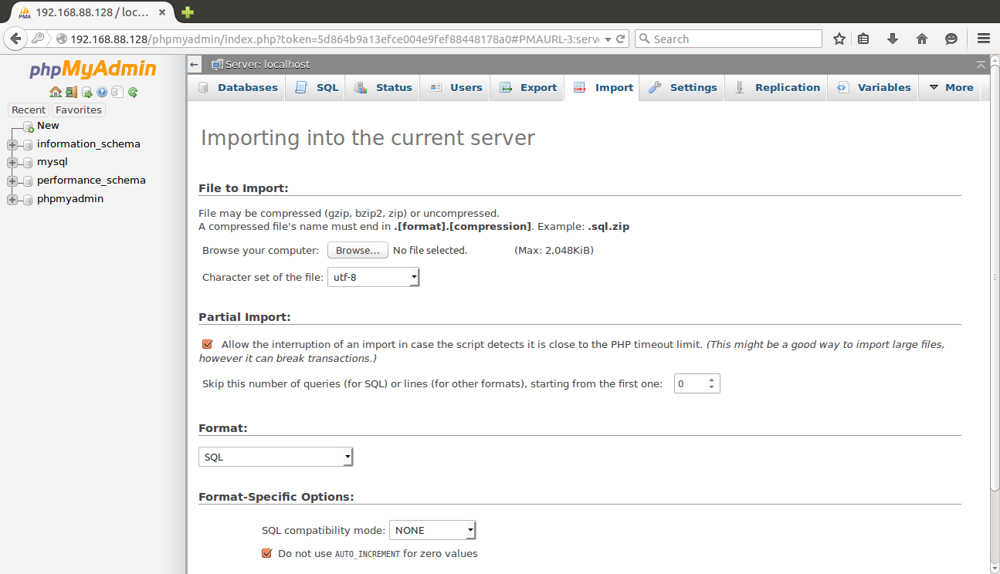 192.168.88.128 / loc...
192.168.88.128/phpmyadmin/index.php?token=5d864b9a13efce004e9fef88448178a0#PMAURL-3:serve
Search
phpMyAdmin
Recent
Favorites
New
information_schema
mysql
performance_schema
phpmyadmin
Server: localhost
Databases
SQL
Status
Users
Export
Import
Settings
Replication
Variables
More
Importing into the current server
File to Import:
File may be compressed (gzip, bzip2, zip) or uncompressed.
A compressed file's name must end in .[format].[compression]. Example: .sql.zip
Browse your computer: Browse... No file selected. (Max: 2,048KiB)
Character set of the file: utf-8
Partial Import:
Allow the interruption of an import in case the script detects it is close to the PHP timeout limit. (This might be a good way to import large files,
however it can break transactions.)
Skip this number of queries (for SQL) or lines (for other formats), starting from the first one: 0
Format:
SQL
Format-Specific Options:
SQL compatibility mode: NONE
Do not use AUTO_INCREMENT for zero values